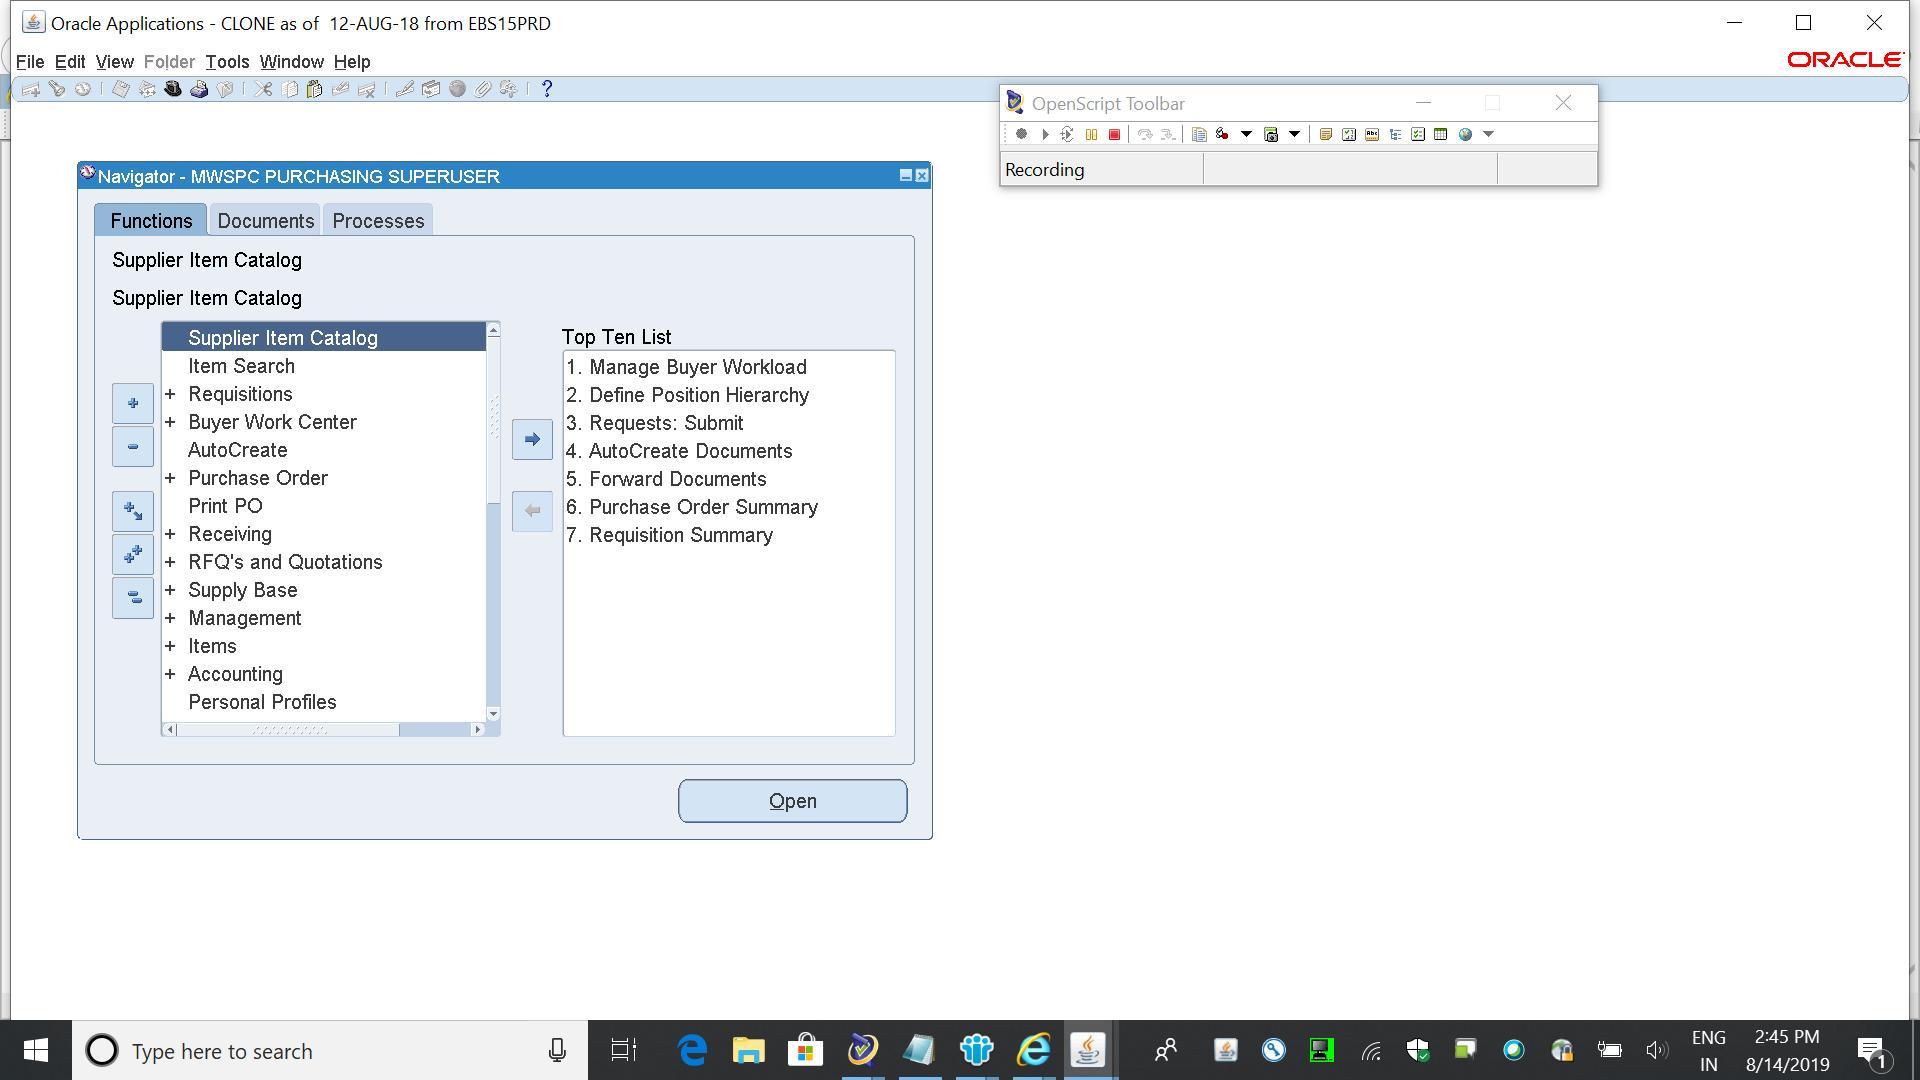 Oracle Applications - CLONE as of  12-AUG-18 from EBS15PRD
File Edit View Folder Tools Window Help
ORACLE
OpenScript Toolbar
Recording
Navigator - MWSPC PURCHASING SUPERUSER
Functions Documents Processes
Supplier Item Catalog
Supplier Item Catalog
Supplier Item Catalog
Item Search
+ Requisitions
+ Buyer Work Center
AutoCreate
+ Purchase Order
Print PO
+ Receiving
+ RFQ's and Quotations
+ Supply Base
+ Management
+ Items
+ Accounting
Personal Profiles
Top Ten List
1. Manage Buyer Workload
2. Define Position Hierarchy
3. Requests: Submit
4. AutoCreate Documents
5. Forward Documents
6. Purchase Order Summary
7. Requisition Summary
Open
Type here to search
ENG
IN
2:45 PM
8/14/2019
1